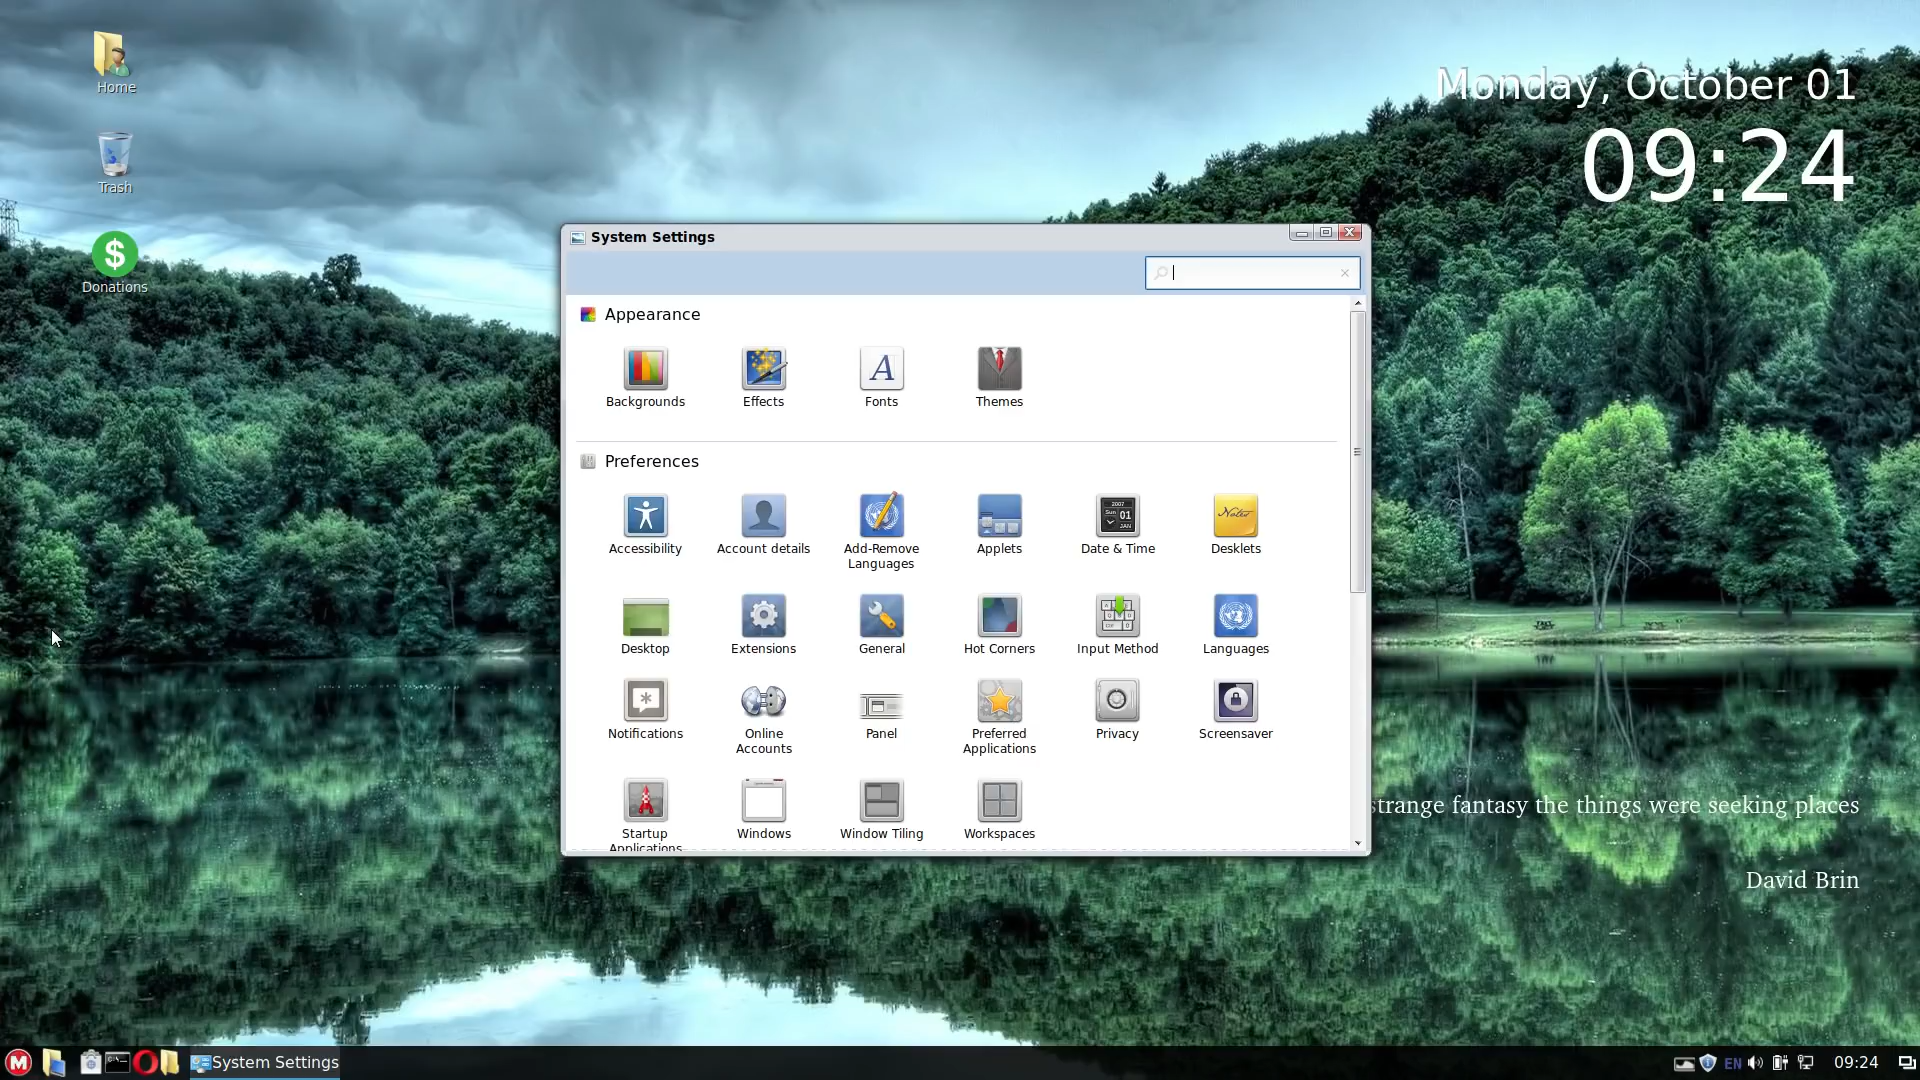 Home
Trash
Donations
Monday, October 01
09:24
System Settings
Appearance
Backgrounds
Effects
Fonts
Themes
Preferences
Accessibility
Account details
Add-Remove
Languages
Applets
Date & Time
Desklets
Desktop
Extensions
General
Hot Corners
Input Method
Languages
Notifications
Online
Accounts
Panel
Preferred
Applications
Privacy
Screensaver
Startup
Applications
Windows
Window Tiling
Workspaces
strange fantasy the things were seeking places
David Brin
System Settings
EN
09:24